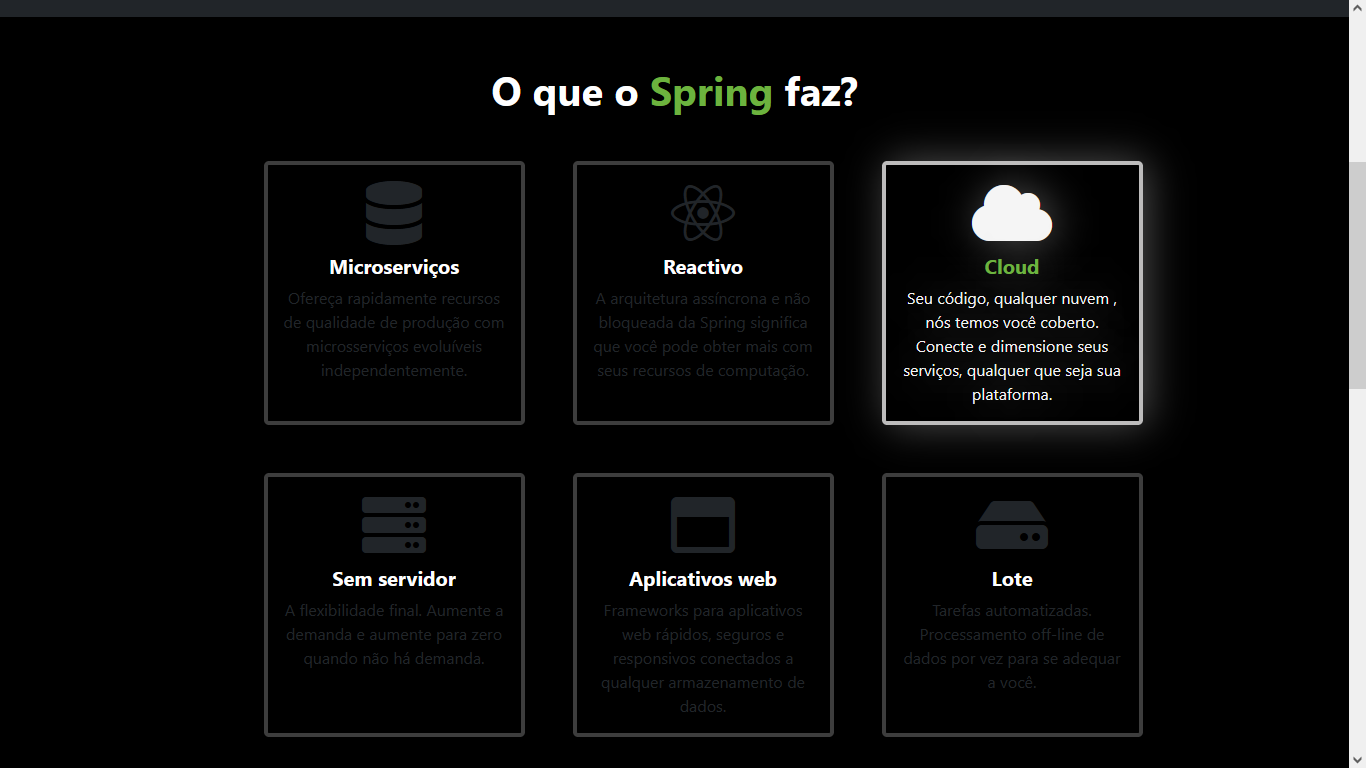 O que o Spring faz?
Microserviços
Ofereça rapidamente recursos
de qualidade de produção com
microsserviços evoluíveis
independentemente.
Reactivo
A arquitetura assíncrona e não
bloqueada da Spring significa
que você pode obter mais com
seus recursos de computação.
Cloud
Seu código, qualquer nuvem ,
nós temos você coberto.
Conecte e dimensione seus
serviços, qualquer que seja sua
plataforma.
Sem servidor
A flexibilidade final. Aumente a
demanda e aumente para zero
quando não há demanda.
Aplicativos web
Frameworks para aplicativos
web rápidos, seguros e
responsivos conectados a
qualquer armazenamento de
dados.
Lote
Tarefas automatizadas.
Processamento off-line de
dados por vez para se adequar
a você.